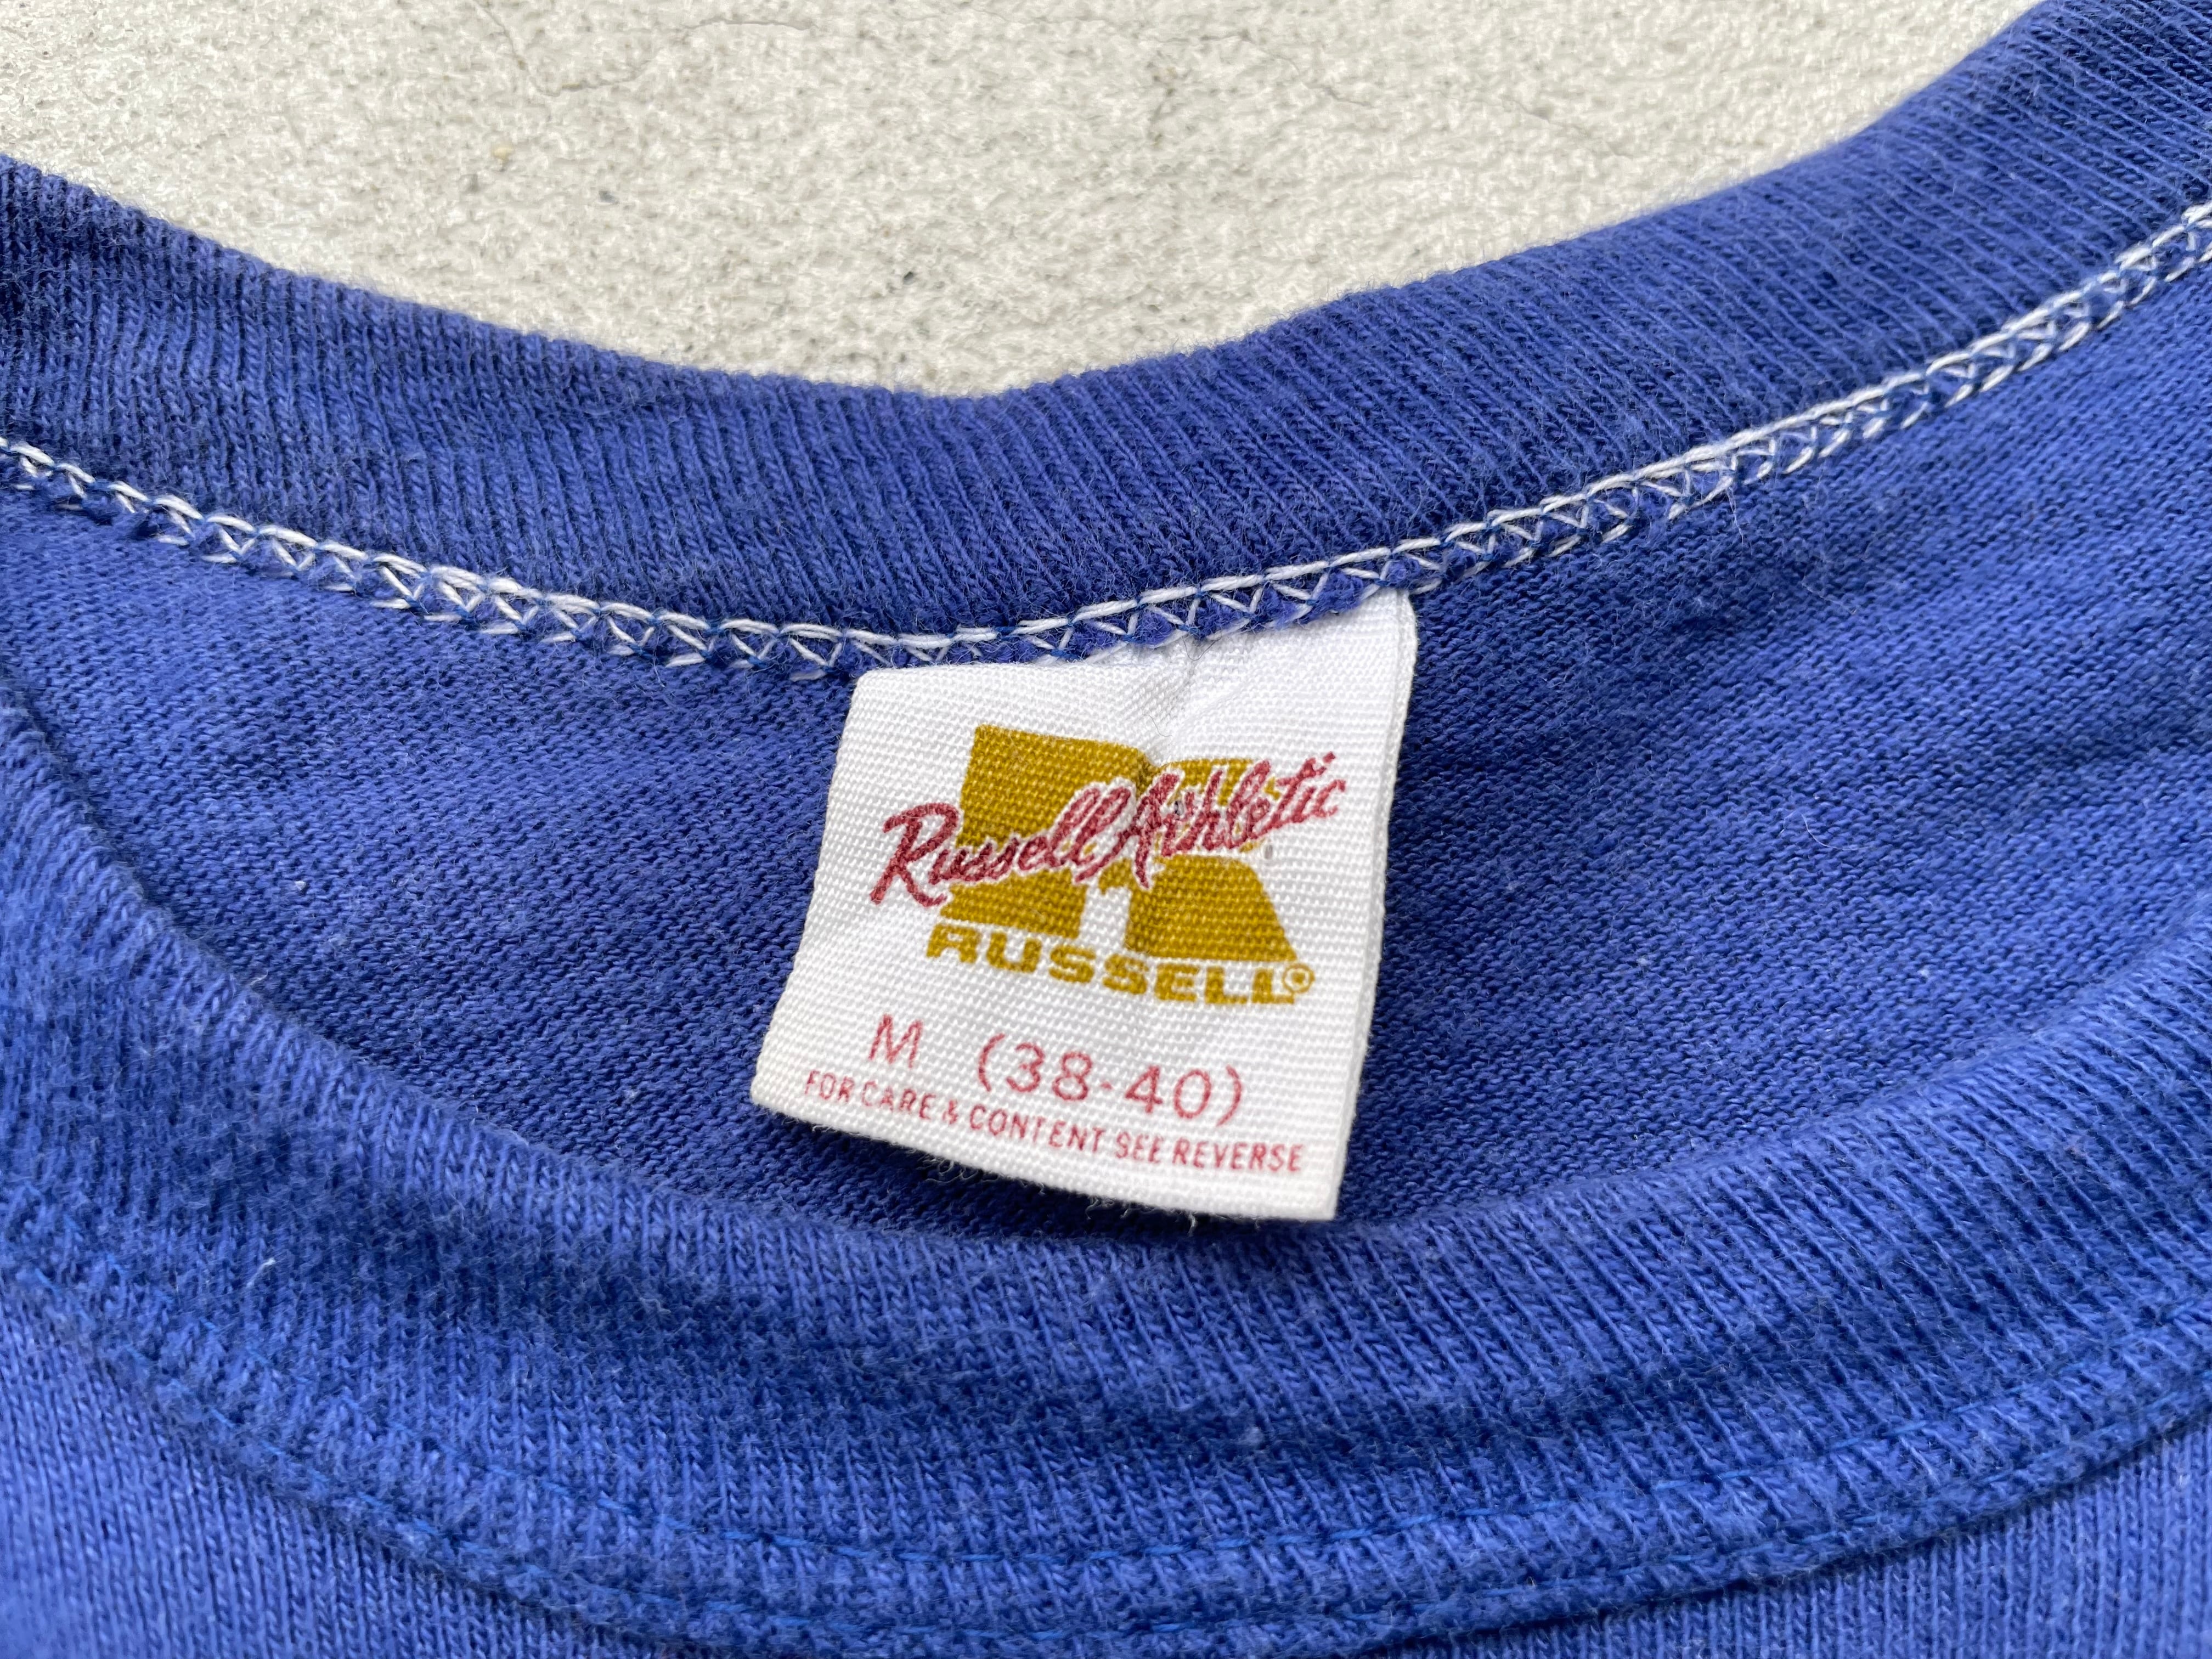 Russell Athletic
RUSSELL®
M (38-40)
FOR CARE & CONTENT SEE REVERSE